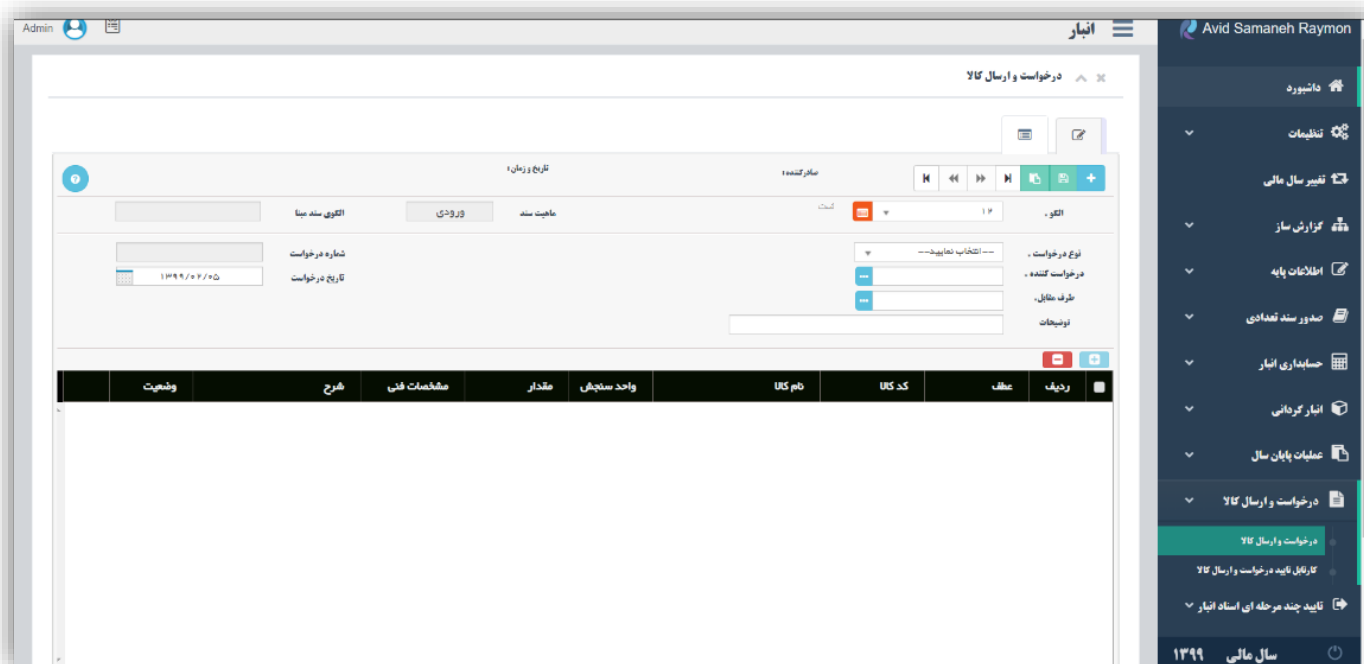 Avid Samaneh Raymon
انبار
Admin
داشبورد
تنظیمات
تغییر سال مالی
گزارش ساز
اطلاعات پایه
صدور سند تعدادی
حسابداری انبار
انبار گردانی
عملیات پایان سال
درخواست و ارسال کالا
درخواست و ارسال کالا
کارتابل تایید درخواست و ارسال کالا
تایید چند مرحله ای اسناد انبار
سال مالی ۱۳۹۹
درخواست و ارسال کالا
صادرکننده : تاریخ و زمان :
الگو . ۱۲ ثبت ماهیت سند ورودی الگوی سند مبنا
نوع درخواست . --انتخاب نمایید-- شماره درخواست
درخواست کننده . تاریخ درخواست ۱۳۹۹/۰۲/۰۵
طرف مقابل.
توضیحات
ردیف عطف کد کالا نام کالا واحد سنجش مقدار مشخصات فنی شرح وضعیت